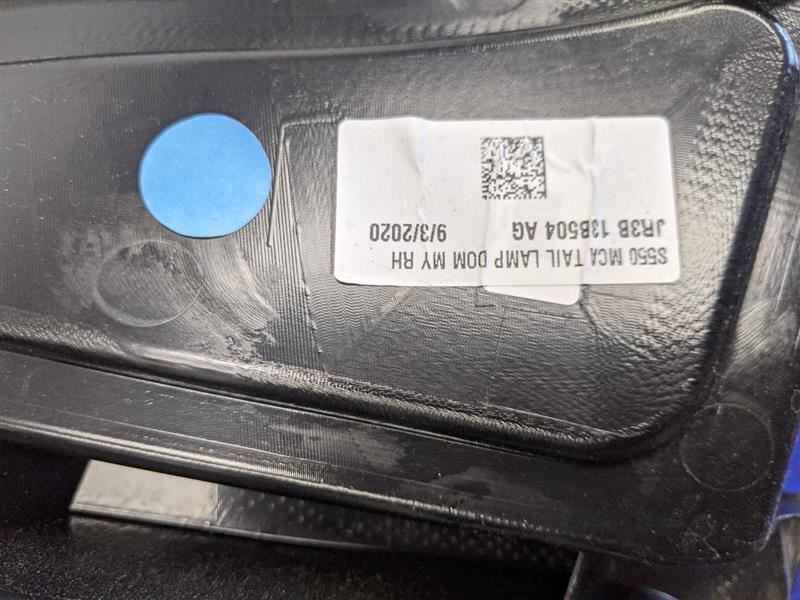 S550 MCA TAIL LAMP DOM MY RH
JR3B 13B504 AG 9/3/2020